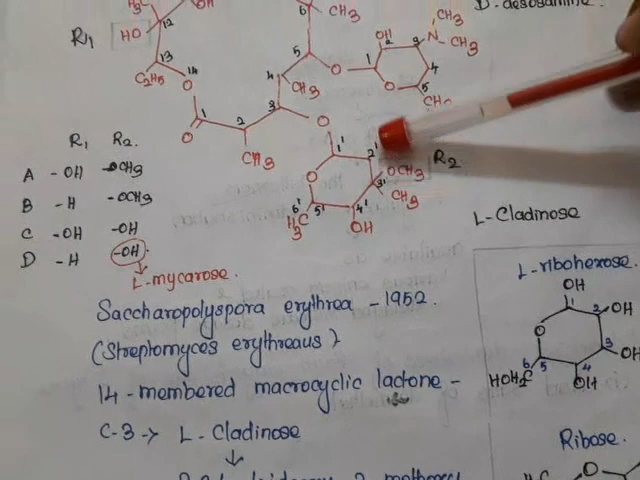 D-desosamine.
H3C
OH
6
CH3
R1
HO
12
13
C2H5
14
O
5
4
CH3
3
2
CH3
1
O
O
1
OH
2
3
N
CH3
CH3
4
5
O
CH3
O
1'
2'
3'
OCH3
R2
CH3
4'
OH
5'
6'
H3C
O
R1 R2.
A -OH -OCH3
B -H -OCH3
C -OH -OH
D -H -OH
L-mycarose.
L-Cladinose
L-ribohexose.
OH
1
2 OH
3 OH
4
OH
5
6
HOH2C
O
Saccharopolyspora erythrea - 1952.
(Streptomyces erythreaus)
14-membered macrocyclic lactone -
C-3 → L-Cladinose
Ribose.
O